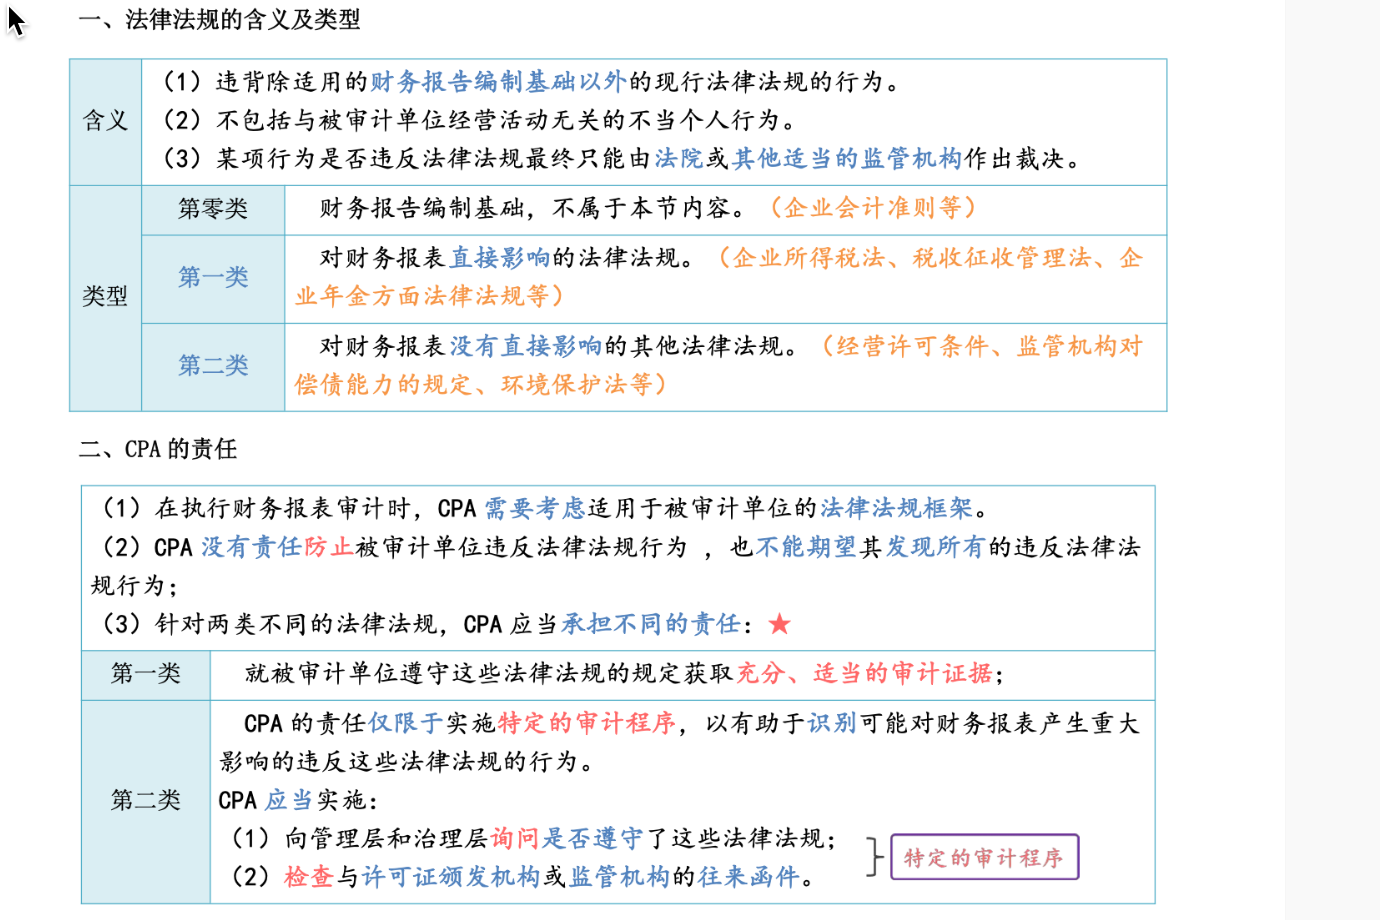 一、法律法规的含义及类型
含义
（1）违背除适用的财务报告编制基础以外的现行法律法规的行为。
（2）不包括与被审计单位经营活动无关的不当个人行为。
（3）某项行为是否违反法律法规最终只能由法院或其他适当的监管机构作出裁决。
类型
第零类
财务报告编制基础，不属于本节内容。（企业会计准则等）
第一类
对财务报表直接影响的法律法规。（企业所得税法、税收征收管理法、企
业年金方面法律法规等）
第二类
对财务报表没有直接影响的其他法律法规。（经营许可条件、监管机构对
偿债能力的规定、环境保护法等）
二、CPA 的责任
（1）在执行财务报表审计时，CPA 需要考虑适用于被审计单位的法律法规框架。
（2）CPA 没有责任防止被审计单位违反法律法规行为 ，也不能期望其发现所有的违反法律法
规行为；
（3）针对两类不同的法律法规，CPA 应当承担不同的责任：★
第一类
就被审计单位遵守这些法律法规的规定获取充分、适当的审计证据；
第二类
CPA 的责任仅限于实施特定的审计程序，以有助于识别可能对财务报表产生重大
影响的违反这些法律法规的行为。
CPA 应当实施：
（1）向管理层和治理层询问是否遵守了这些法律法规；
（2）检查与许可证颁发机构或监管机构的往来函件。
特定的审计程序